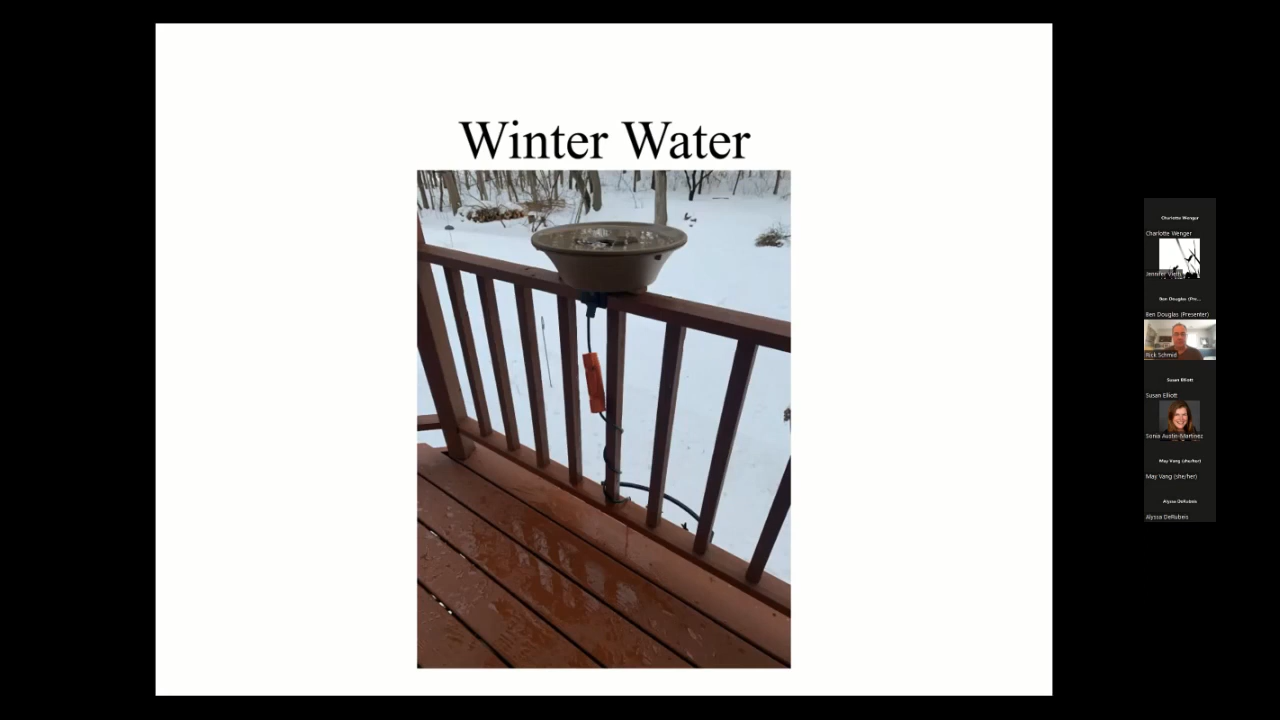 Winter Water
Charlotte Wenger
Charlotte Wenger
Jennifer Vieth
Ben Douglas (Pre...
Ben Douglas (Presenter)
Rick Schmid
Susan Elliott
Susan Elliott
Sonia Austin-Martinez
May Vang (she/her)
May Vang (she/her)
Alyssa DeRubeis
Alyssa DeRubeis